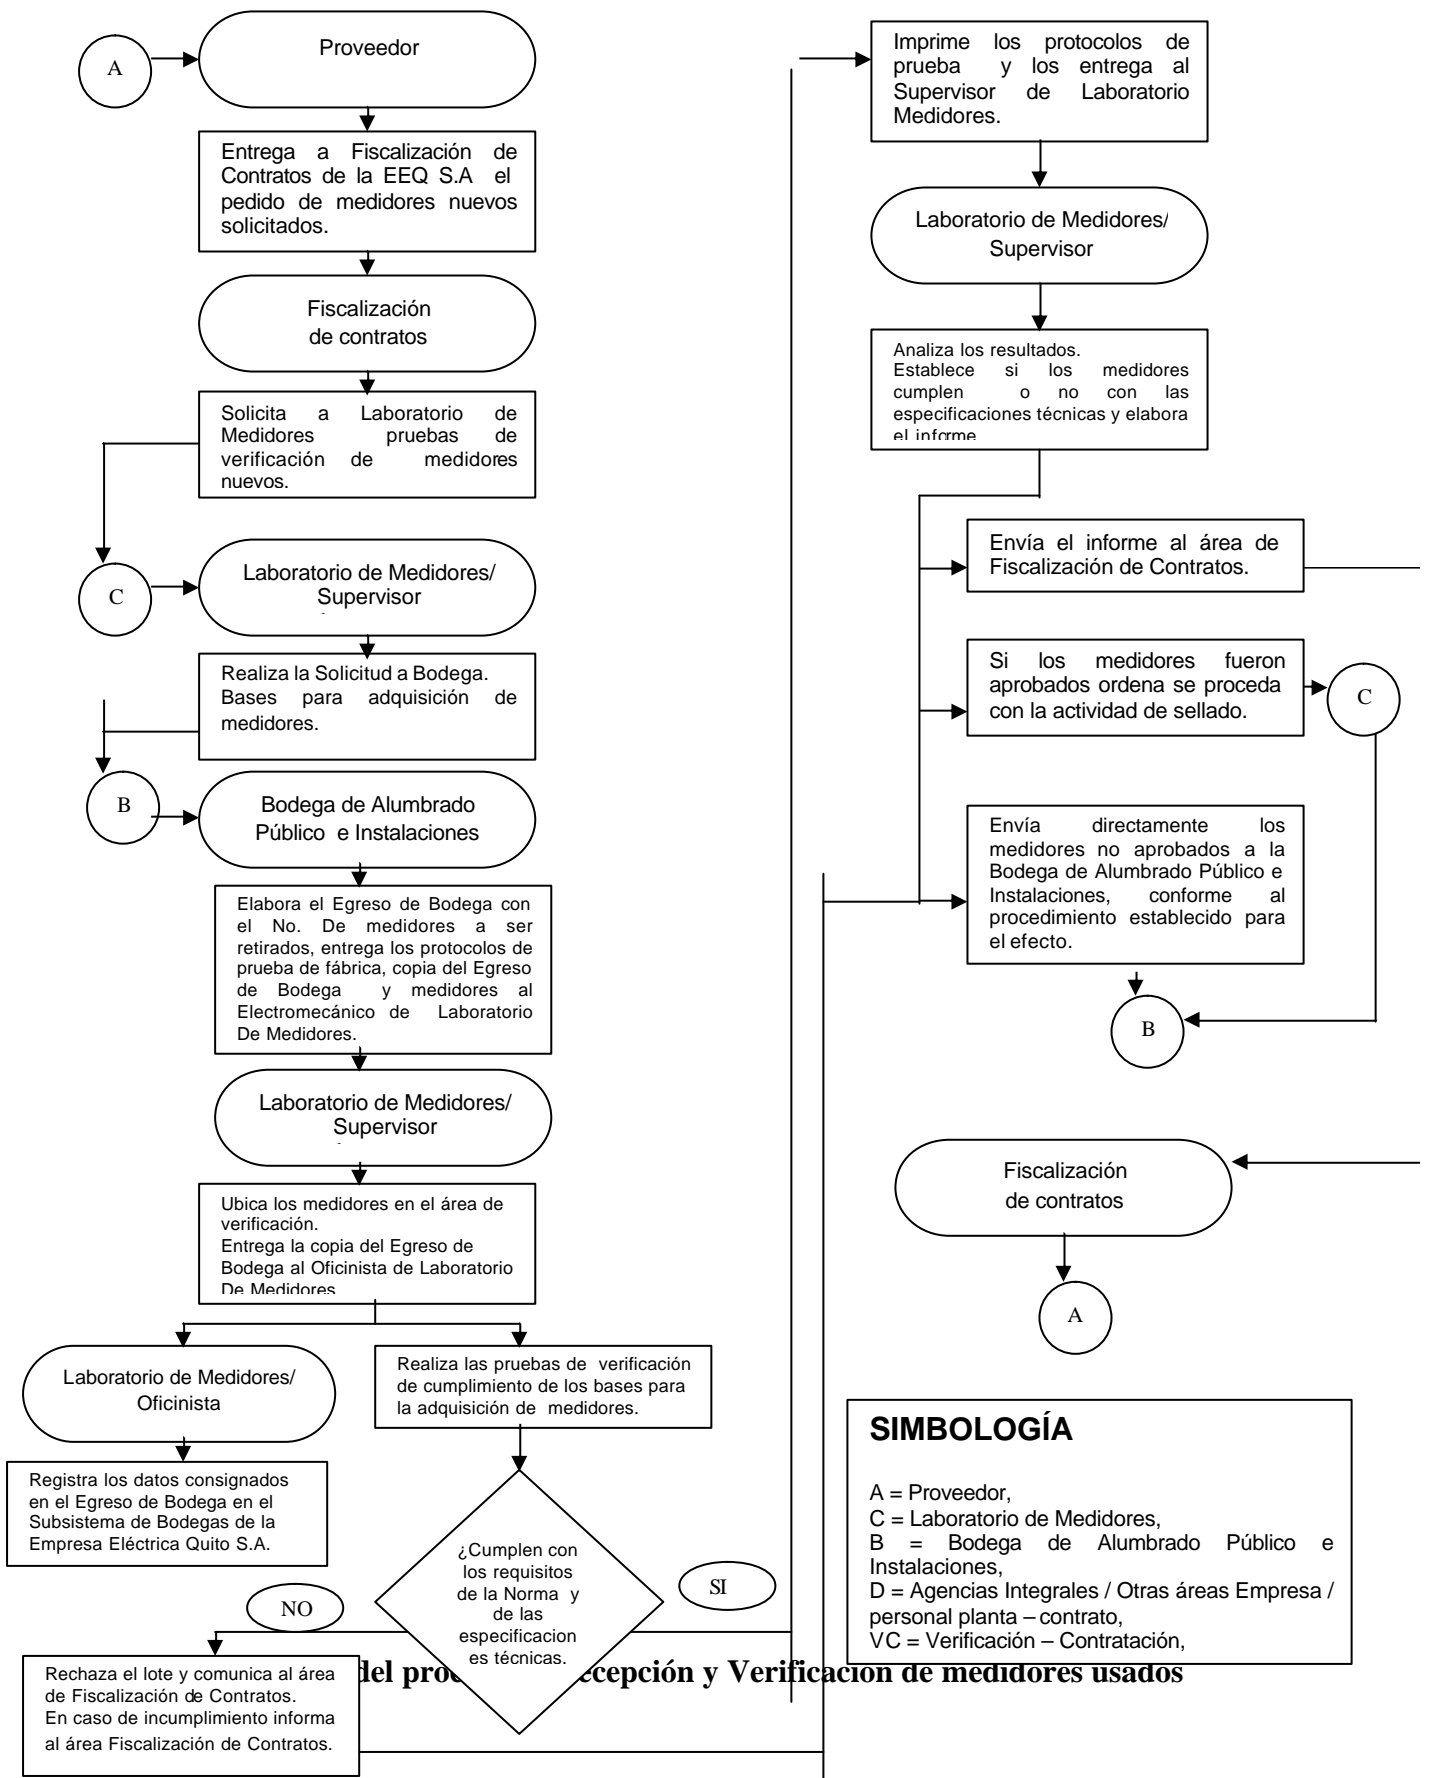 A
Proveedor
Entrega a Fiscalización de
Contratos de la EEQ S.A el
pedido de medidores nuevos
solicitados.
Fiscalización
de contratos
Solicita a Laboratorio de
Medidores pruebas de
verificación de medidores
nuevos.
C
Laboratorio de Medidores/
Supervisor
Realiza la Solicitud a Bodega.
Bases para adquisición de
medidores.
B
Bodega de Alumbrado
Público e Instalaciones
Elabora el Egreso de Bodega con
el No. De medidores a ser
retirados, entrega los protocolos de
prueba de fábrica, copia del Egreso
de Bodega y medidores al
Electromecánico de Laboratorio
De Medidores.
Laboratorio de Medidores/
Supervisor
Ubica los medidores en el área de
verificación.
Entrega la copia del Egreso de
Bodega al Oficinista de Laboratorio
De Medidores
Laboratorio de Medidores/
Oficinista
Registra los datos consignados
en el Egreso de Bodega en el
Subsistema de Bodegas de la
Empresa Eléctrica Quito S.A.
Realiza las pruebas de verificación
de cumplimiento de los bases para
la adquisición de medidores.
¿Cumplen con
los requisitos
de la Norma y
de las
especificacion
es técnicas.
NO
SI
Rechaza el lote y comunica al área
de Fiscalización de Contratos.
En caso de incumplimiento informa
al área Fiscalización de Contratos.
Imprime los protocolos de
prueba y los entrega al
Supervisor de Laboratorio
Medidores.
Laboratorio de Medidores/
Supervisor
Analiza los resultados.
Establece si los medidores
cumplen o no con las
especificaciones técnicas y elabora
el informe
Envía el informe al área de
Fiscalización de Contratos.
Si los medidores fueron
aprobados ordena se proceda
con la actividad de sellado.
C
Envía directamente los
medidores no aprobados a la
Bodega de Alumbrado Público e
Instalaciones, conforme al
procedimiento establecido para
el efecto.
B
Fiscalización
de contratos
A
SIMBOLOGÍA
A = Proveedor,
C = Laboratorio de Medidores,
B = Bodega de Alumbrado Público e
Instalaciones,
D = Agencias Integrales / Otras áreas Empresa /
personal planta – contrato,
VC = Verificación – Contratación,
del ecepción y Verificación de medidores usados